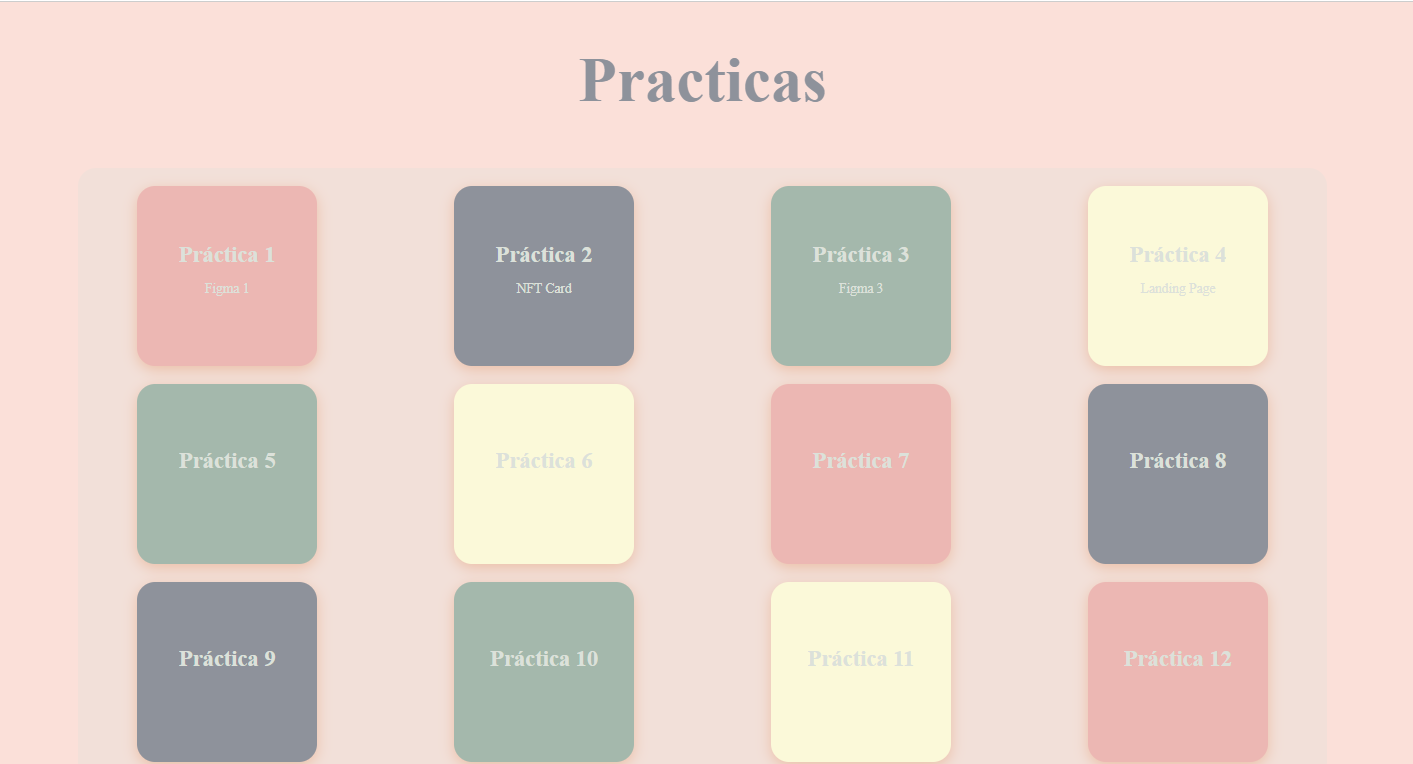 Practicas
Práctica 1
Figma 1
Práctica 2
NFT Card
Práctica 3
Figma 3
Práctica 4
Landing Page
Práctica 5
Práctica 6
Práctica 7
Práctica 8
Práctica 9
Práctica 10
Práctica 11
Práctica 12